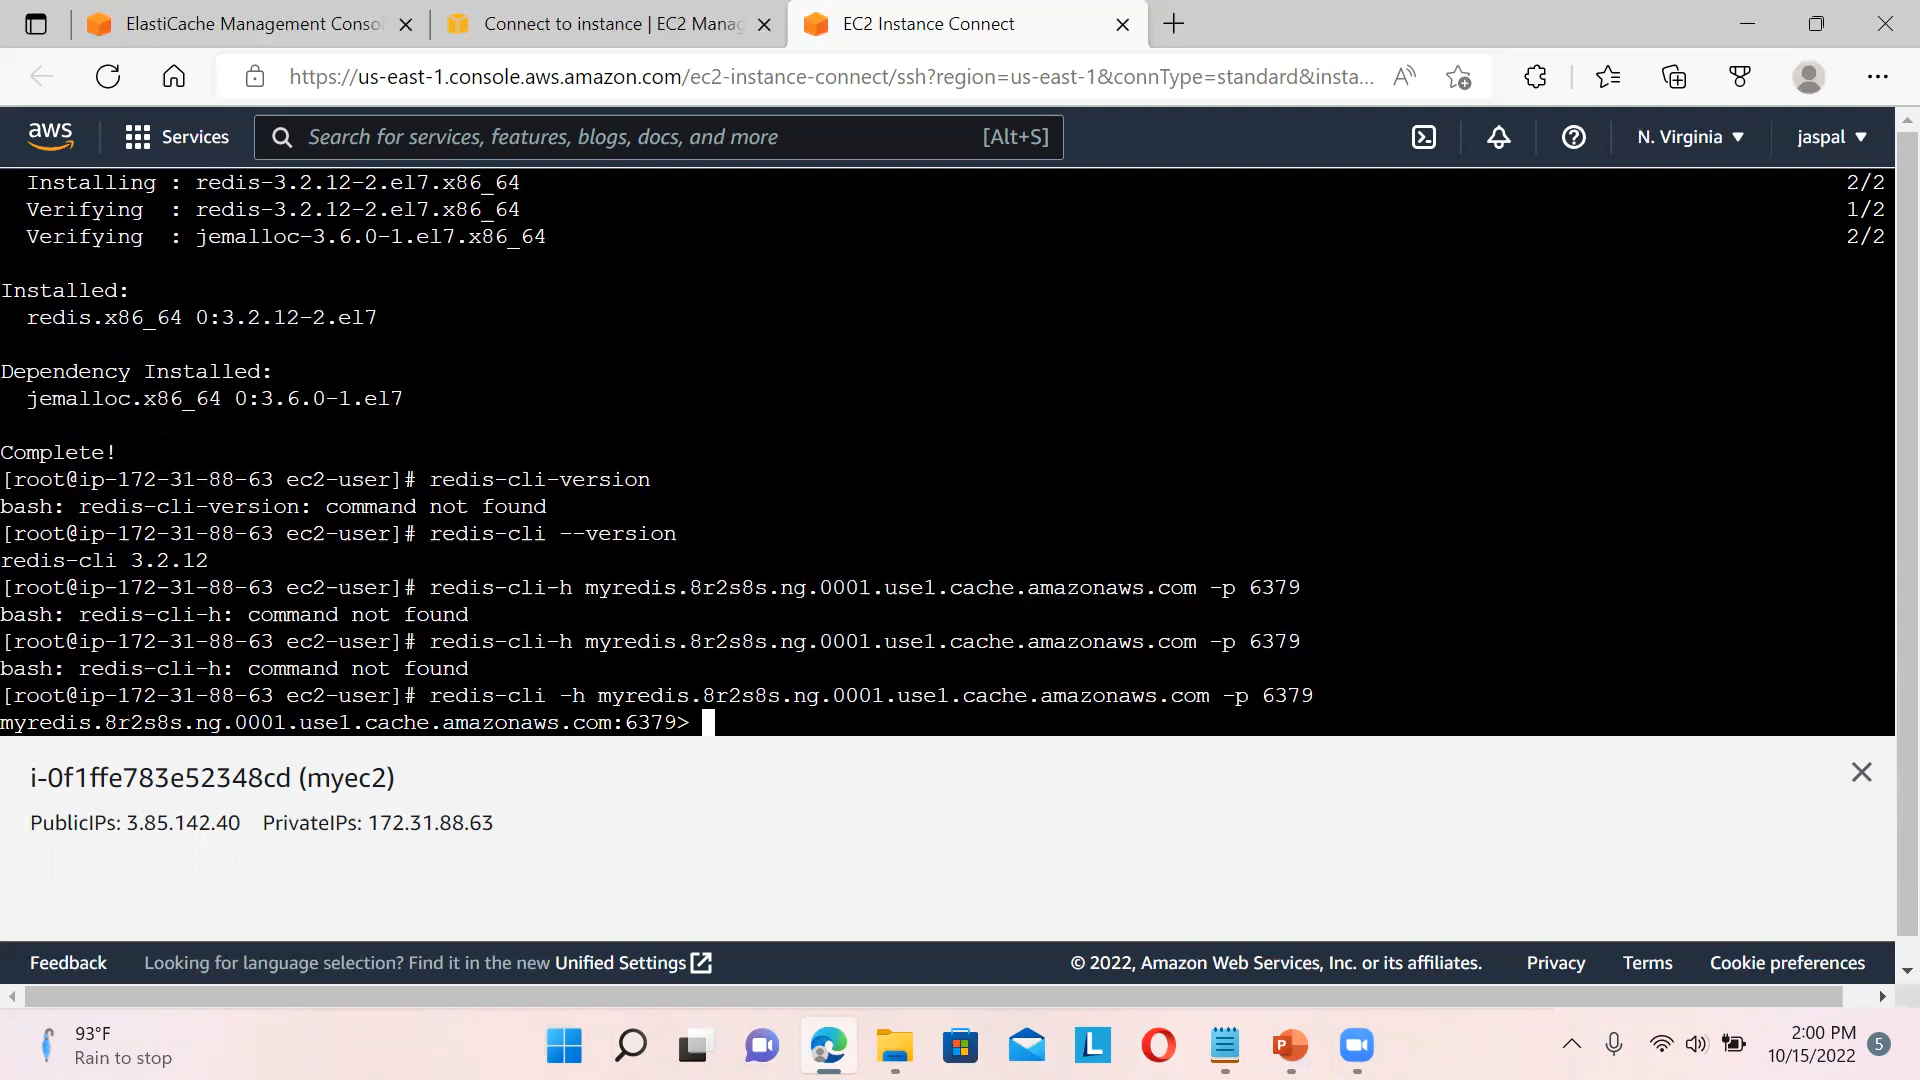 ElastiCache Management Conso
Connect to instance | EC2 Manag
EC2 Instance Connect
https://us-east-1.console.aws.amazon.com/ec2-instance-connect/ssh?region=us-east-1&connType=standard&insta...
aws
Services
Search for services, features, blogs, docs, and more
[Alt+S]
N. Virginia
jaspal
Installing : redis-3.2.12-2.el7.x86_64 2/2
Verifying : redis-3.2.12-2.el7.x86_64 1/2
Verifying : jemalloc-3.6.0-1.el7.x86_64 2/2
Installed:
redis.x86_64 0:3.2.12-2.el7
Dependency Installed:
jemalloc.x86_64 0:3.6.0-1.el7
Complete!
[root@ip-172-31-88-63 ec2-user]# redis-cli-version
bash: redis-cli-version: command not found
[root@ip-172-31-88-63 ec2-user]# redis-cli --version
redis-cli 3.2.12
[root@ip-172-31-88-63 ec2-user]# redis-cli-h myredis.8r2s8s.ng.0001.use1.cache.amazonaws.com -p 6379
bash: redis-cli-h: command not found
[root@ip-172-31-88-63 ec2-user]# redis-cli-h myredis.8r2s8s.ng.0001.use1.cache.amazonaws.com -p 6379
bash: redis-cli-h: command not found
[root@ip-172-31-88-63 ec2-user]# redis-cli -h myredis.8r2s8s.ng.0001.use1.cache.amazonaws.com -p 6379
myredis.8r2s8s.ng.0001.use1.cache.amazonaws.com:6379>
i-0f1ffe783e52348cd (myec2)
PublicIPs: 3.85.142.40 PrivateIPs: 172.31.88.63
Feedback
Looking for language selection? Find it in the new Unified Settings
© 2022, Amazon Web Services, Inc. or its affiliates.
Privacy
Terms
Cookie preferences
93°F
Rain to stop
2:00 PM
10/15/2022
5